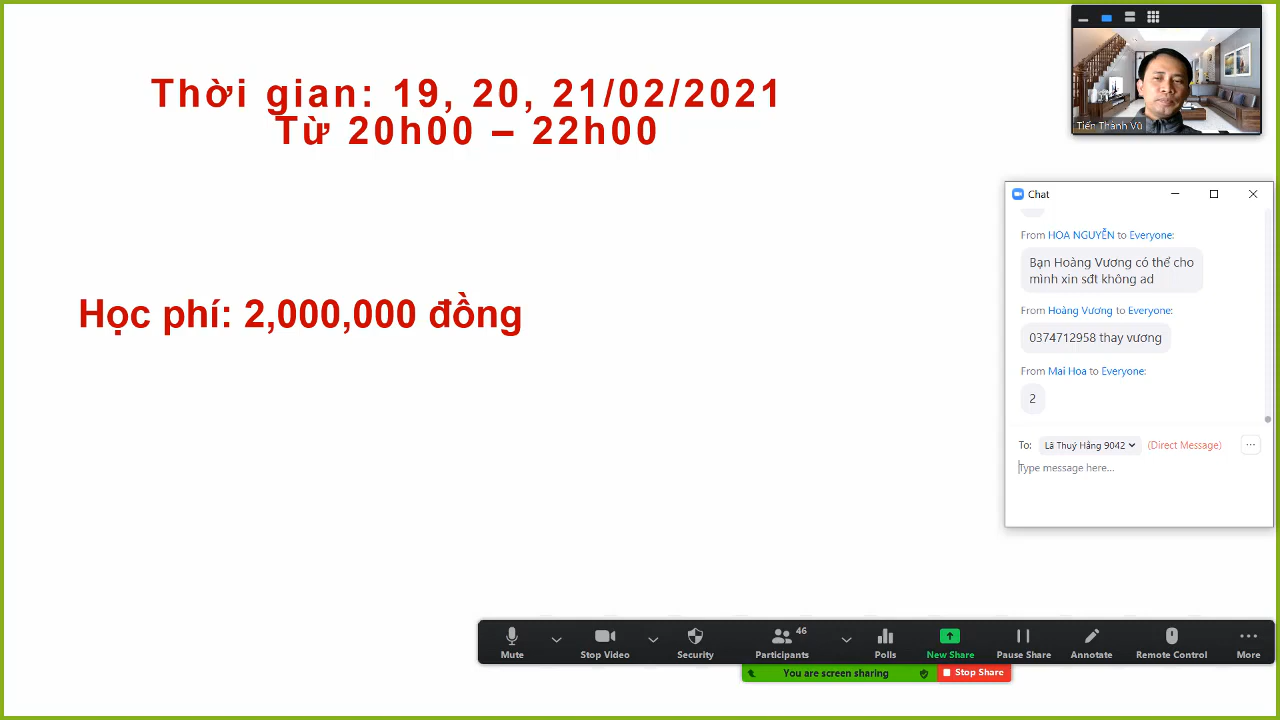 Thời gian: 19, 20, 21/02/2021
Từ 20h00 – 22h00
Học phí: 2,000,000 đồng
Tiến Thành Vũ
Chat
From HOA NGUYỄN to Everyone:
Bạn Hoàng Vương có thể cho
mình xin sđt không ad
From Hoàng Vương to Everyone:
0374712958 thay vương
From Mai Hoa to Everyone:
2
To: Lã Thuý Hằng 9042 (Direct Message)
Type message here...
46
Mute
Stop Video
Security
Participants
Polls
New Share
Pause Share
Annotate
Remote Control
More
You are screen sharing
Stop Share